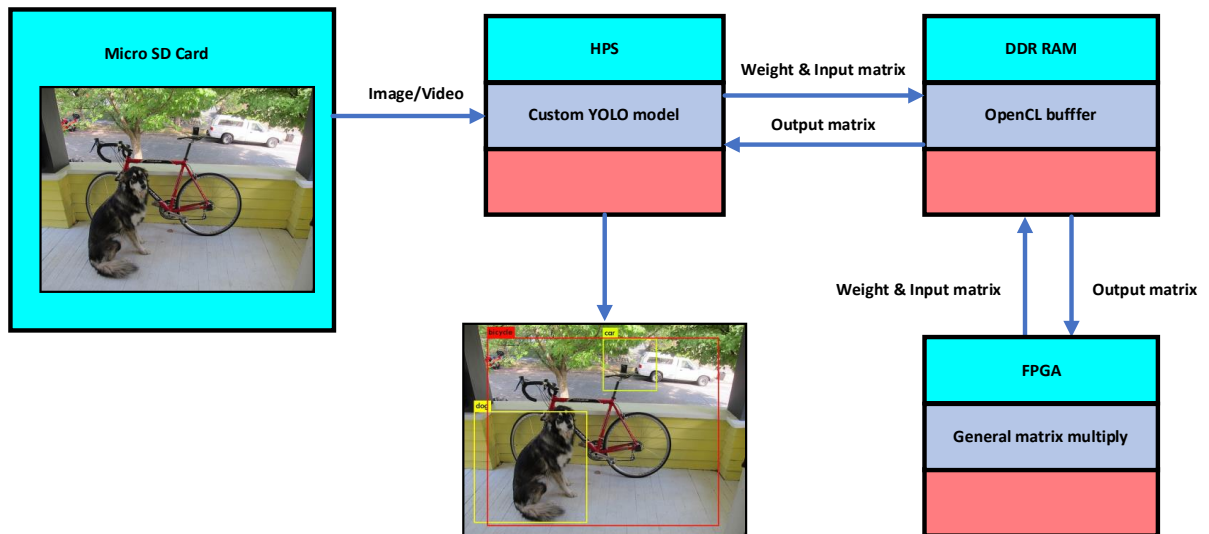 Micro SD Card
Image/Video
HPS
Custom YOLO model
Weight & Input matrix
Output matrix
DDR RAM
OpenCL bufffer
Weight & Input matrix
Output matrix
bicycle
car
dog
FPGA
General matrix multiply